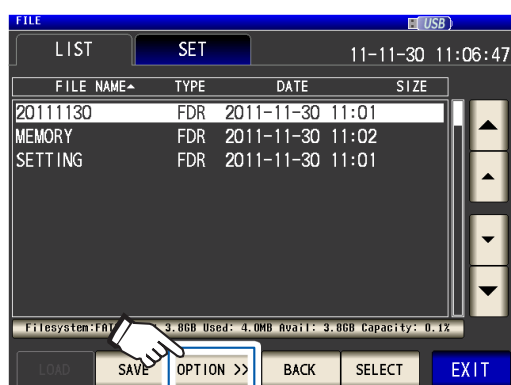 FILE USB
LIST SET 11-11-30 11:06:47
FILE NAME TYPE DATE SIZE
20111130 FDR 2011-11-30 11:01
MEMORY FDR 2011-11-30 11:02
SETTING FDR 2011-11-30 11:01
Filesystem: 3.8GB Used: 4.0MB Avail: 3.8GB Capacity: 0.1%
LOAD SAVE OPTION >> BACK SELECT EXIT